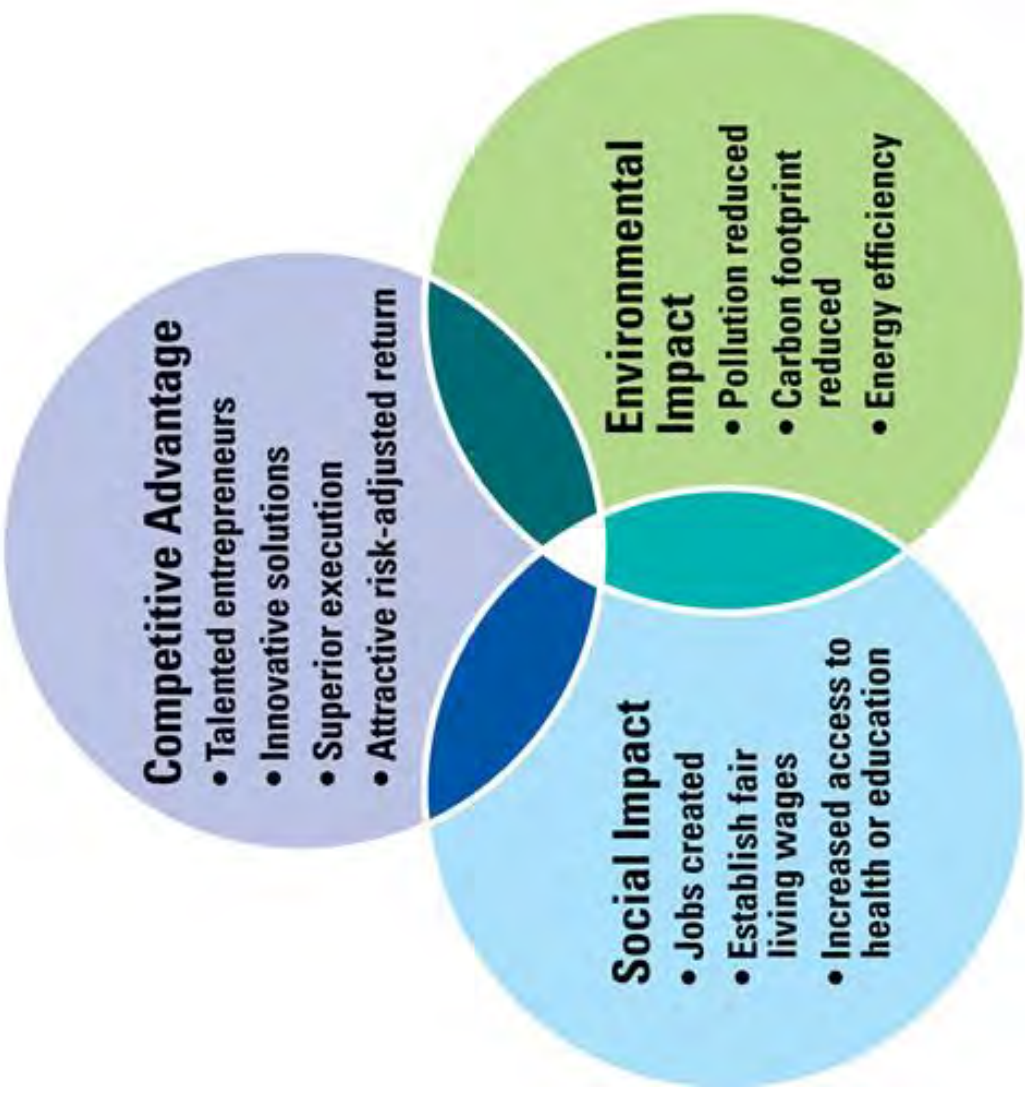 Competitive Advantage
• Talented entrepreneurs
• Innovative solutions
• Superior execution
• Attractive risk-adjusted return
Social Impact
• Jobs created
• Establish fair
living wages
• Increased access to
health or education
Environmental
Impact
• Pollution reduced
• Carbon footprint
reduced
• Energy efficiency